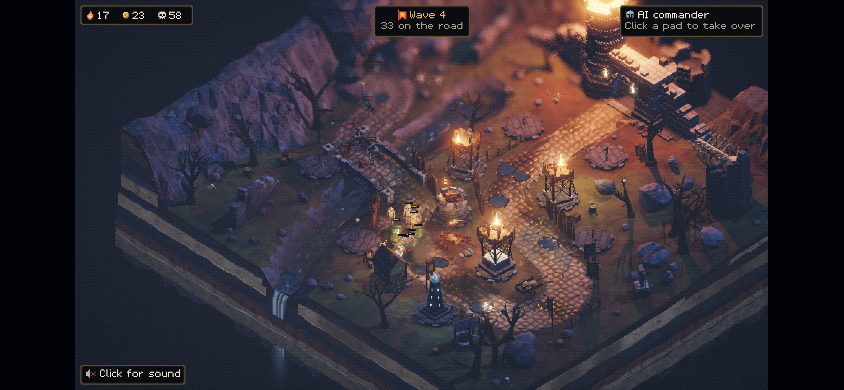 17 23 58
Wave 4
33 on the road
AI commander
Click a pad to take over
Click for sound